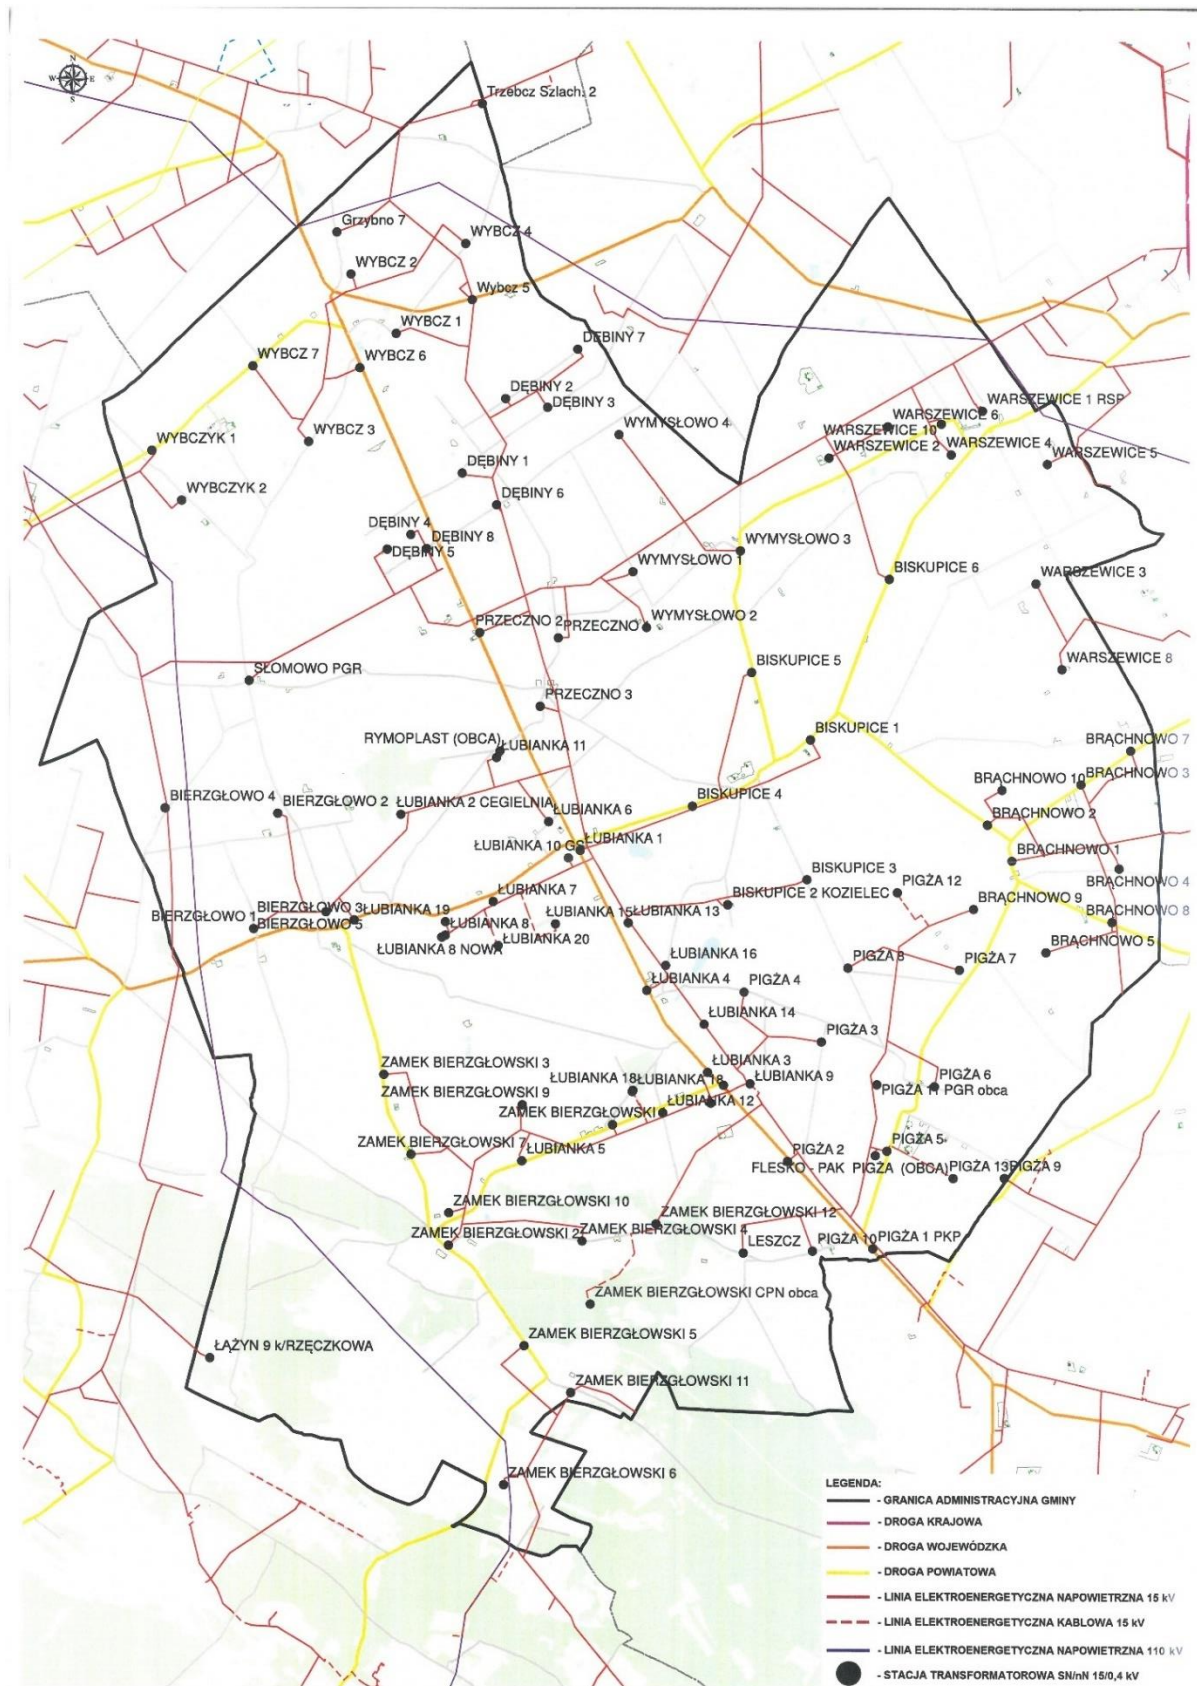 N
W E
S
Trzebcz Szlach. 2
Grzybno 7
WYBCZ 4
WYBCZ 2
Wybcz 5
WYBCZ 1
DĘBINY 7
WYBCZ 7
WYBCZ 6
DĘBINY 2
DĘBINY 3
WARSZEWICE 1 RSP
WARSZEWICE 6
WARSZEWICE 10
WYMYSŁOWO 4
WYBCZ 3
WYBCZYK 1
WARSZEWICE 2
WARSZEWICE 4
WARSZEWICE 5
DĘBINY 1
WYBCZYK 2
DĘBINY 6
DĘBINY 4
DĘBINY 8
DĘBINY 5
WYMYSŁOWO 3
WYMYSŁOWO 1
BISKUPICE 6
WARSZEWICE 3
WYMYSŁOWO 2
PRZECZNO 2
PRZECZNO
SŁOMOWO PGR
BISKUPICE 5
WARSZEWICE 8
PRZECZNO 3
RYMOPLAST (OBCA)
ŁUBIANKA 11
BISKUPICE 1
BRĄCHNOWO 7
BRĄCHNOWO 10
BRĄCHNOWO 3
BIERZGŁOWO 4
BIERZGŁOWO 2
ŁUBIANKA 2 CEGIELNIA
ŁUBIANKA 6
BISKUPICE 4
BRĄCHNOWO 2
ŁUBIANKA 10 GS
ŁUBIANKA 1
BRĄCHNOWO 1
BISKUPICE 3
BRĄCHNOWO 4
ŁUBIANKA 7
BISKUPICE 2 KOZIELEC
PIGŻA 12
BRĄCHNOWO 9
BIERZGŁOWO 1
BIERZGŁOWO 3
BIERZGŁOWO 5
ŁUBIANKA 19
ŁUBIANKA 8
ŁUBIANKA 15
ŁUBIANKA 13
BRĄCHNOWO 8
ŁUBIANKA 8 NOWA
ŁUBIANKA 20
ŁUBIANKA 16
PIGŻA 8
PIGŻA 7
BRĄCHNOWO 5
ŁUBIANKA 4
PIGŻA 4
ŁUBIANKA 14
PIGŻA 3
ZAMEK BIERZGŁOWSKI 3
ŁUBIANKA 18
ŁUBIANKA 3
ŁUBIANKA 18
ŁUBIANKA 9
PIGŻA 6
PIGŻA 11 PGR obca
ZAMEK BIERZGŁOWSKI 9
ZAMEK BIERZGŁOWSKI
ŁUBIANKA 12
ZAMEK BIERZGŁOWSKI 7
ŁUBIANKA 5
PIGŻA 2
PIGŻA 5
FLESKO - PAK PIGŻA (OBCA)
PIGŻA 13
PIGŻA 9
ZAMEK BIERZGŁOWSKI 10
ZAMEK BIERZGŁOWSKI 12
ZAMEK BIERZGŁOWSKI 2
ZAMEK BIERZGŁOWSKI 4
LESZCZ
PIGŻA 10
PIGŻA 1 PKP
ZAMEK BIERZGŁOWSKI CPN obca
ŁĄŻYN 9 k/RZĘCZKOWA
ZAMEK BIERZGŁOWSKI 5
ZAMEK BIERZGŁOWSKI 11
ZAMEK BIERZGŁOWSKI 6
LEGENDA:
- GRANICA ADMINISTRACYJNA GMINY
- DROGA KRAJOWA
- DROGA WOJEWÓDZKA
- DROGA POWIATOWA
- LINIA ELEKTROENERGETYCZNA NAPOWIETRZNA 15 kV
- LINIA ELEKTROENERGETYCZNA KABLOWA 15 kV
- LINIA ELEKTROENERGETYCZNA NAPOWIETRZNA 110 kV
- STACJA TRANSFORMATOROWA SN/nN 15/0,4 kV